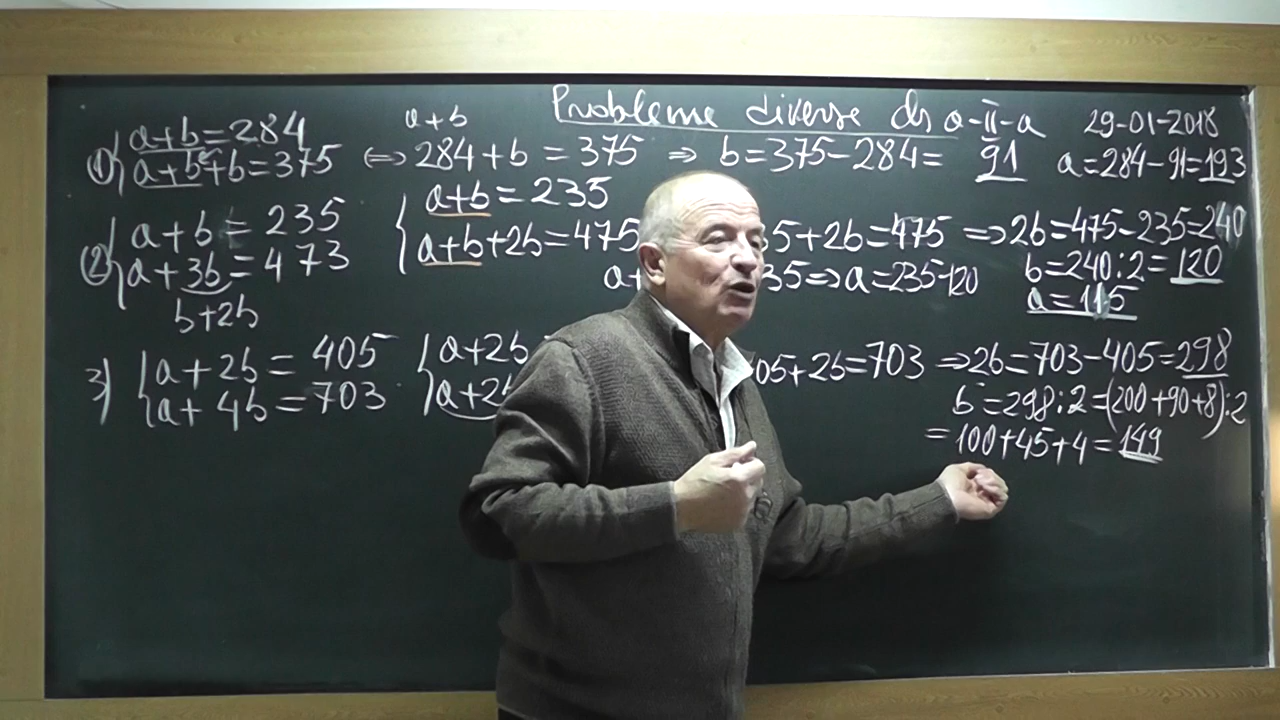 Probleme diverse cls a-II-a 29-01-2018
1) a+b=284
a+b+b=375 <=> 284+b=375 => b=375-284=91 a=284-91=193
a+b
2) a+b=235
a+3b=473
b+2b
a+b=235
a+b+2b=475 5+2b=475 => 2b=475-235=240
a+ 35 => a=235-120 b=240:2=120
a=115
3) a+2b=405
a+4b=703
a+2b
a+2b 05+2b=703 => 2b=703-405=298
b=298:2=(200+90+8):2
=100+45+4=149